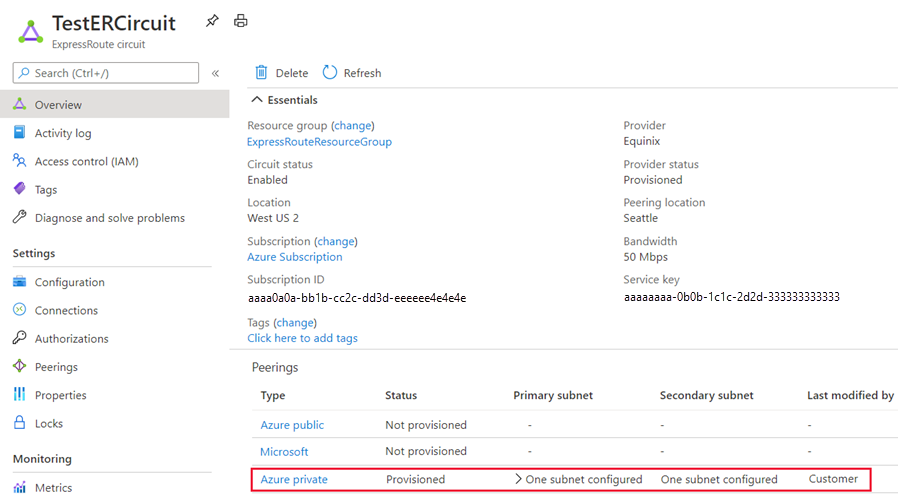 TestERCircuit
ExpressRoute circuit
Search (Ctrl+/)
«
Overview
Activity log
Access control (IAM)
Tags
Diagnose and solve problems
Settings
Configuration
Connections
Authorizations
Peerings
Properties
Locks
Monitoring
Metrics
Delete Refresh
Essentials
Resource group (change)
ExpressRouteResourceGroup
Circuit status
Enabled
Location
West US 2
Subscription (change)
Azure Subscription
Subscription ID
aaaa0a0a-bb1b-cc2c-dd3d-eeeeee4e4e4e
Tags (change)
Click here to add tags
Provider
Equinix
Provider status
Provisioned
Peering location
Seattle
Bandwidth
50 Mbps
Service key
aaaaaaaa-0b0b-1c1c-2d2d-333333333333
Peerings
Type Status Primary subnet Secondary subnet Last modified by
Azure public Not provisioned - - -
Microsoft Not provisioned - - -
Azure private Provisioned One subnet configured One subnet configured Customer